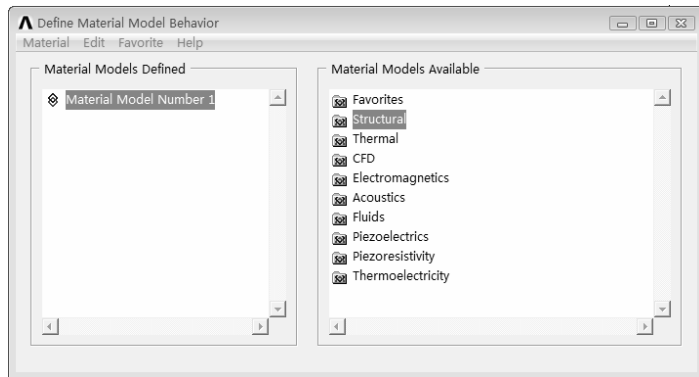 Define Material Model Behavior
Material Edit Favorite Help
Material Models Defined
Material Model Number 1
Material Models Available
Favorites
Structural
Thermal
CFD
Electromagnetics
Acoustics
Fluids
Piezoelectrics
Piezoresistivity
Thermoelectricity